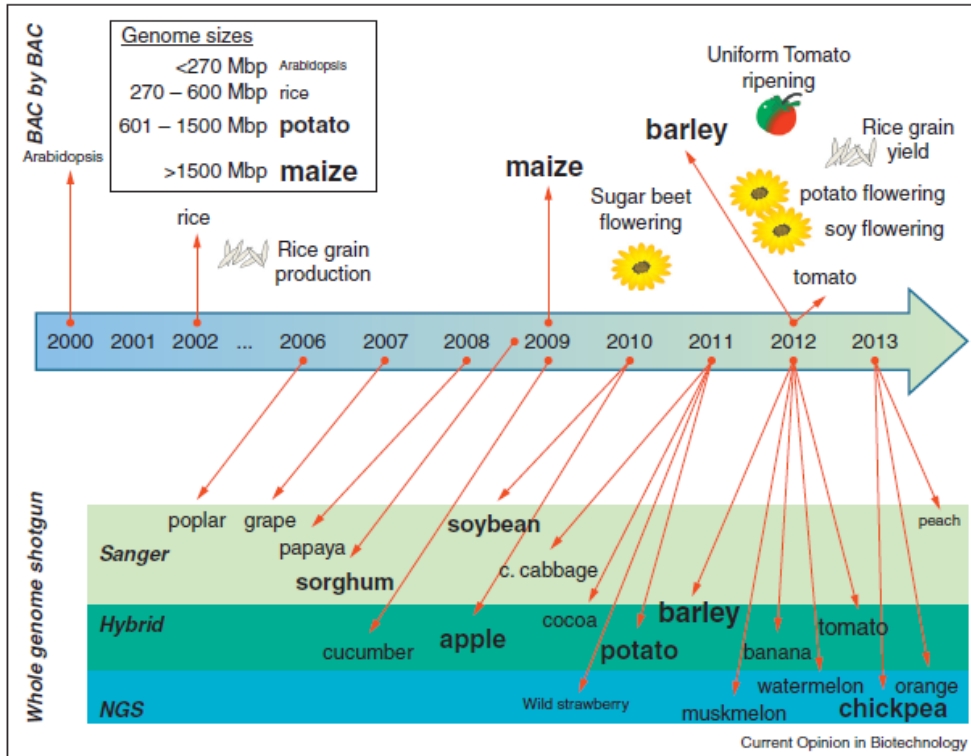 BAC by BAC
Genome sizes
<270 Mbp Arabidopsis
270 – 600 Mbp rice
601 – 1500 Mbp potato
>1500 Mbp maize
Arabidopsis
rice
Rice grain
production
maize
Sugar beet
flowering
barley
Uniform Tomato
ripening
Rice grain
yield
potato flowering
soy flowering
tomato
2000 2001 2002 ... 2006 2007 2008 2009 2010 2011 2012 2013
Whole genome shotgun
Sanger
poplar
grape
papaya
sorghum
soybean
c. cabbage
peach
Hybrid
cucumber
apple
cocoa
potato
barley
banana
tomato
NGS
Wild strawberry
muskmelon
watermelon
chickpea
orange
Current Opinion in Biotechnology